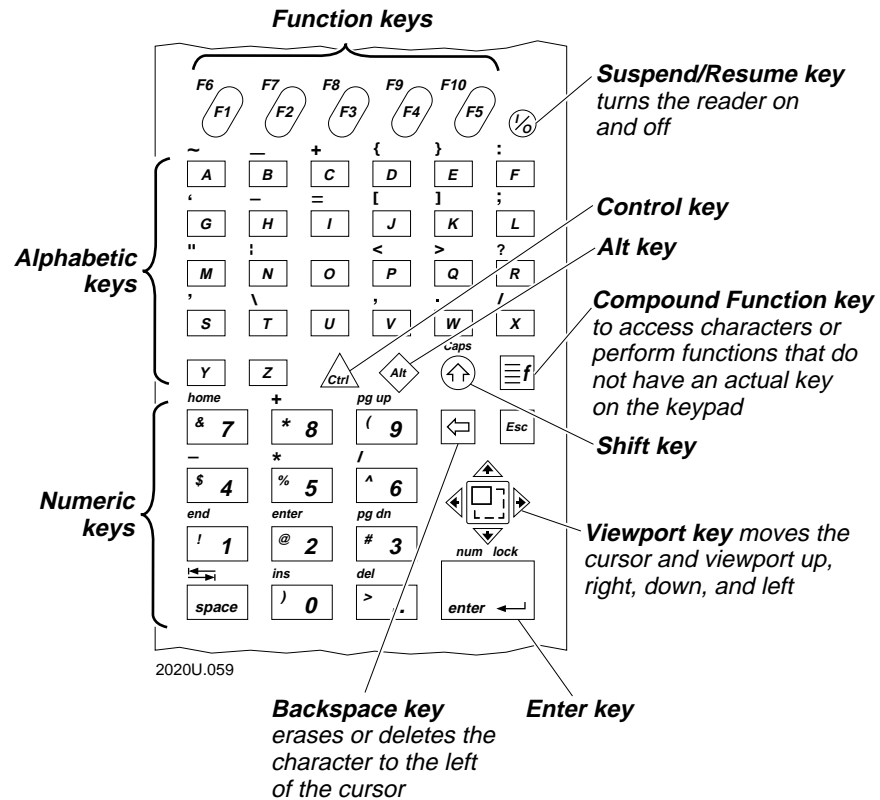 Function keys
F6 F7 F8 F9 F10
F1 F2 F3 F4 F5 I/O
Suspend/Resume key
turns the reader on
and off
~ _ + { } :
A B C D E F
‘ – = [ ] ;
G H I J K L
Control key
Alphabetic
keys
" ¦ < > ?
M N O P Q R
Alt key
’ \ , . /
S T U V W X
Compound Function key
to access characters or
perform functions that do
not have an actual key
on the keypad
Caps
Y Z Ctrl Alt f
home + pg up
& 7 * 8 ( 9 Esc
Shift key
– * /
$ 4 % 5 ^ 6
Numeric
keys
end enter pg dn
! 1 @ 2 # 3
Viewport key moves the
cursor and viewport up,
right, down, and left
num lock
ins del
space ) 0 > . enter
2020U.059
Backspace key
erases or deletes the
character to the left
of the cursor
Enter key